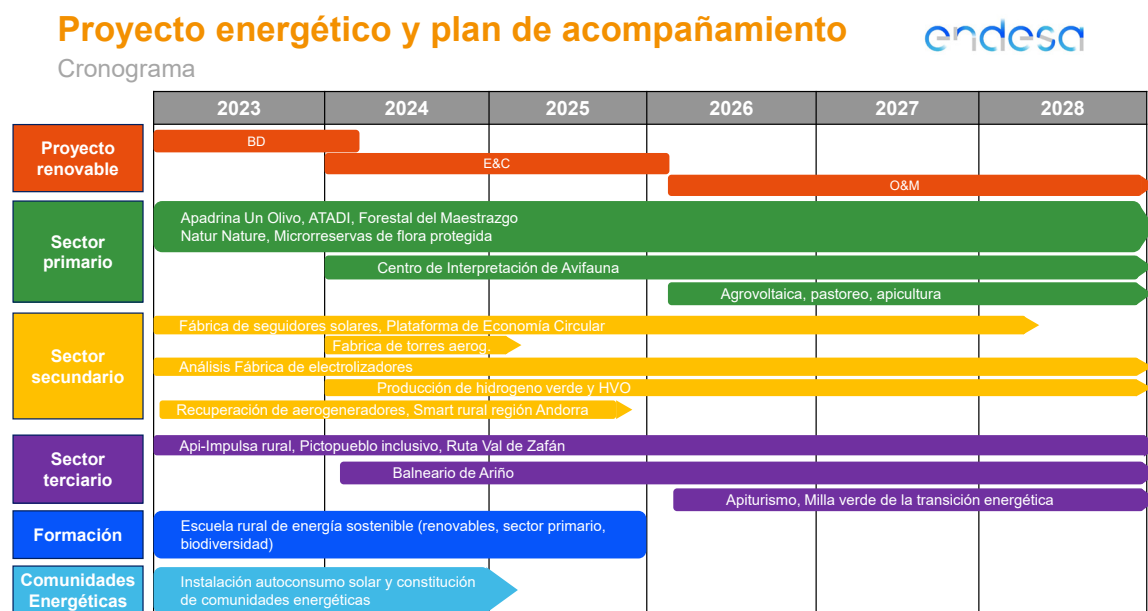 Proyecto energético y plan de acompañamiento
endesa
Cronograma
2023 2024 2025 2026 2027 2028
Proyecto
renovable
BD
E&C
O&M
Sector
primario
Apadrina Un Olivo, ATADI, Forestal del Maestrazgo
Natur Nature, Microrreservas de flora protegida
Centro de Interpretación de Avifauna
Agrovoltaica, pastoreo, apicultura
Sector
secundario
Fábrica de seguidores solares, Plataforma de Economía Circular
Fabrica de torres aerog.
Análisis Fábrica de electrolizadores
Producción de hidrogeno verde y HVO
Recuperación de aerogeneradores, Smart rural región Andorra
Sector
terciario
Api-Impulsa rural, Pictopueblo inclusivo, Ruta Val de Zafán
Balneario de Ariño
Apiturismo, Milla verde de la transición energética
Formación
Escuela rural de energía sostenible (renovables, sector primario,
biodiversidad)
Comunidades
Energéticas
Instalación autoconsumo solar y constitución
de comunidades energéticas